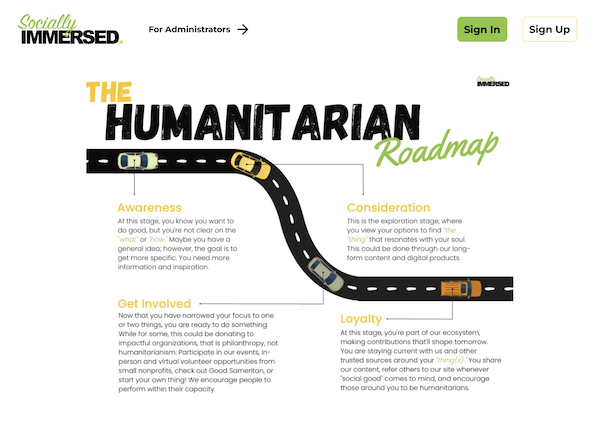 Socially
IMMERSED.
For Administrators
Sign In
Sign Up
Socially
IMMERSED
THE
HUMANITARIAN
Roadmap
Awareness
At this stage, you know you want to
do good, but you're not clear on the
"what" or "how." Maybe you have a
general idea; however, the goal is to
get more specific. You need more
information and inspiration.
Consideration
This is the exploration stage, where
you view your options to find "the
"thing" that resonates with your soul.
This could be done through our long-
form content and digital products.
Get Involved
Now that you have narrowed your focus to one
or two things, you are ready to do something.
While for some, this could be donating to
impactful organizations, that is philanthropy, not
humanitarianism. Participate in our events, in-
person and virtual volunteer opportunities from
small nonprofits, check out Good Sameritan, or
start your own thing! We encourage people to
perform within their capacity.
Loyalty
At this stage, you're part of our ecosystem,
making contributions that'll shape tomorrow.
You are staying current with us and other
trusted sources around your "thing(s)." You share
our content, refer others to our site whenever
"social good" comes to mind, and encourage
those around you to be humanitarians.